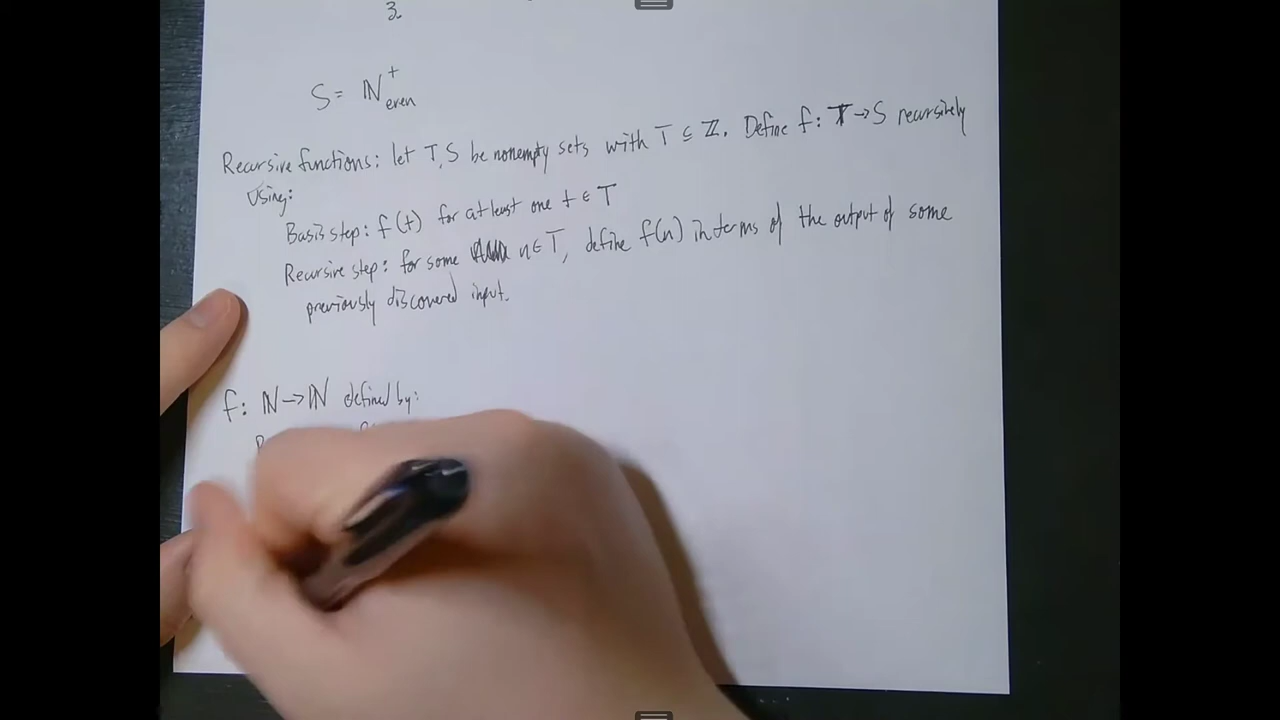 3.
S = ℕ⁺ even
Recursive functions: let T, S be nonempty sets with T ⊆ ℤ. Define f: T → S recursively
using:
Basis step: f(t) for at least one t ∈ T
Recursive step: for some n ∈ T, define f(n) in terms of the output of some
previously discovered input.
f: ℕ → ℕ defined by: